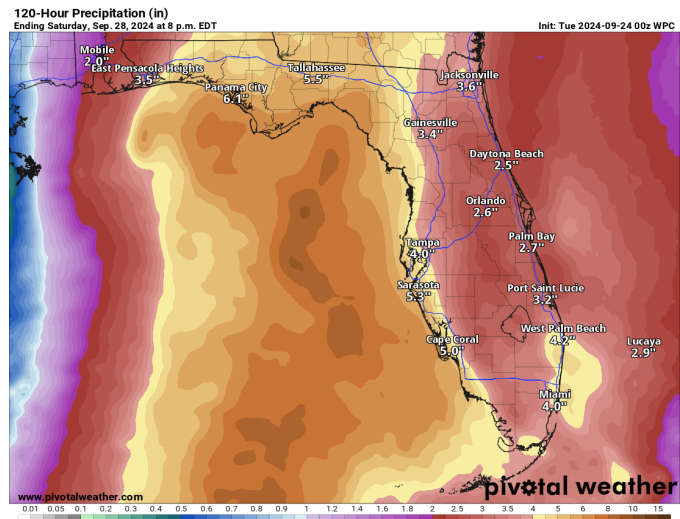 120-Hour Precipitation (in)
Ending Saturday, Sep. 28, 2024 at 8 p.m. EDT
Init: Tue 2024-09-24 00z WPC
Mobile
2.0"
East Pensacola Heights
3.5"
Panama City
6.1"
Tallahassee
5.5"
Jacksonville
3.6"
Gainesville
3.4"
Daytona Beach
2.5"
Orlando
2.6"
Palm Bay
2.7"
Tampa
4.0"
Sarasota
5.3"
Port Saint Lucie
3.2"
Cape Coral
5.0"
West Palm Beach
4.2"
Lucaya
2.9"
Miami
4.0"
www.pivotalweather.com
pivotal weather
0.01 0.05 0.1 0.2 0.3 0.4 0.5 0.6 0.7 0.8 0.9 1 1.2 1.4 1.6 1.8 2 2.5 3 3.5 4 5 6 8 10 15